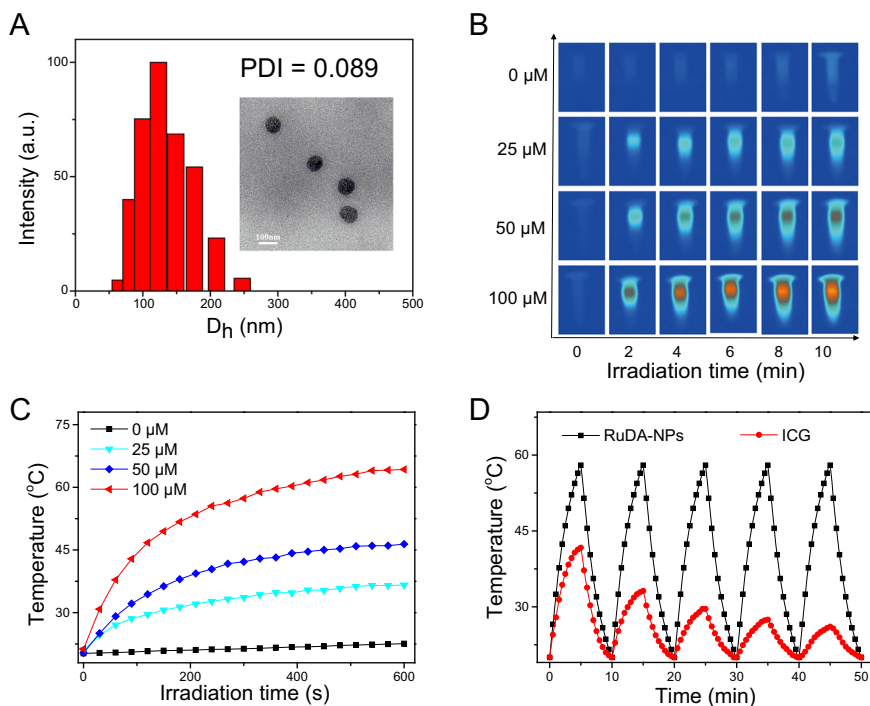 A
PDI = 0.089
100
50
0
Intensity (a.u.)
100nm
0 100 200 300 400 500
Dh (nm)
B
0 µM
25 µM
50 µM
100 µM
0 2 4 6 8 10
Irradiation time (min)
C
75
60
45
30
Temperature (°C)
0 µM
25 µM
50 µM
100 µM
0 200 400 600
Irradiation time (s)
D
RuDA-NPs ICG
90
60
30
Temperature (°C)
0 10 20 30 40 50
Time (min)